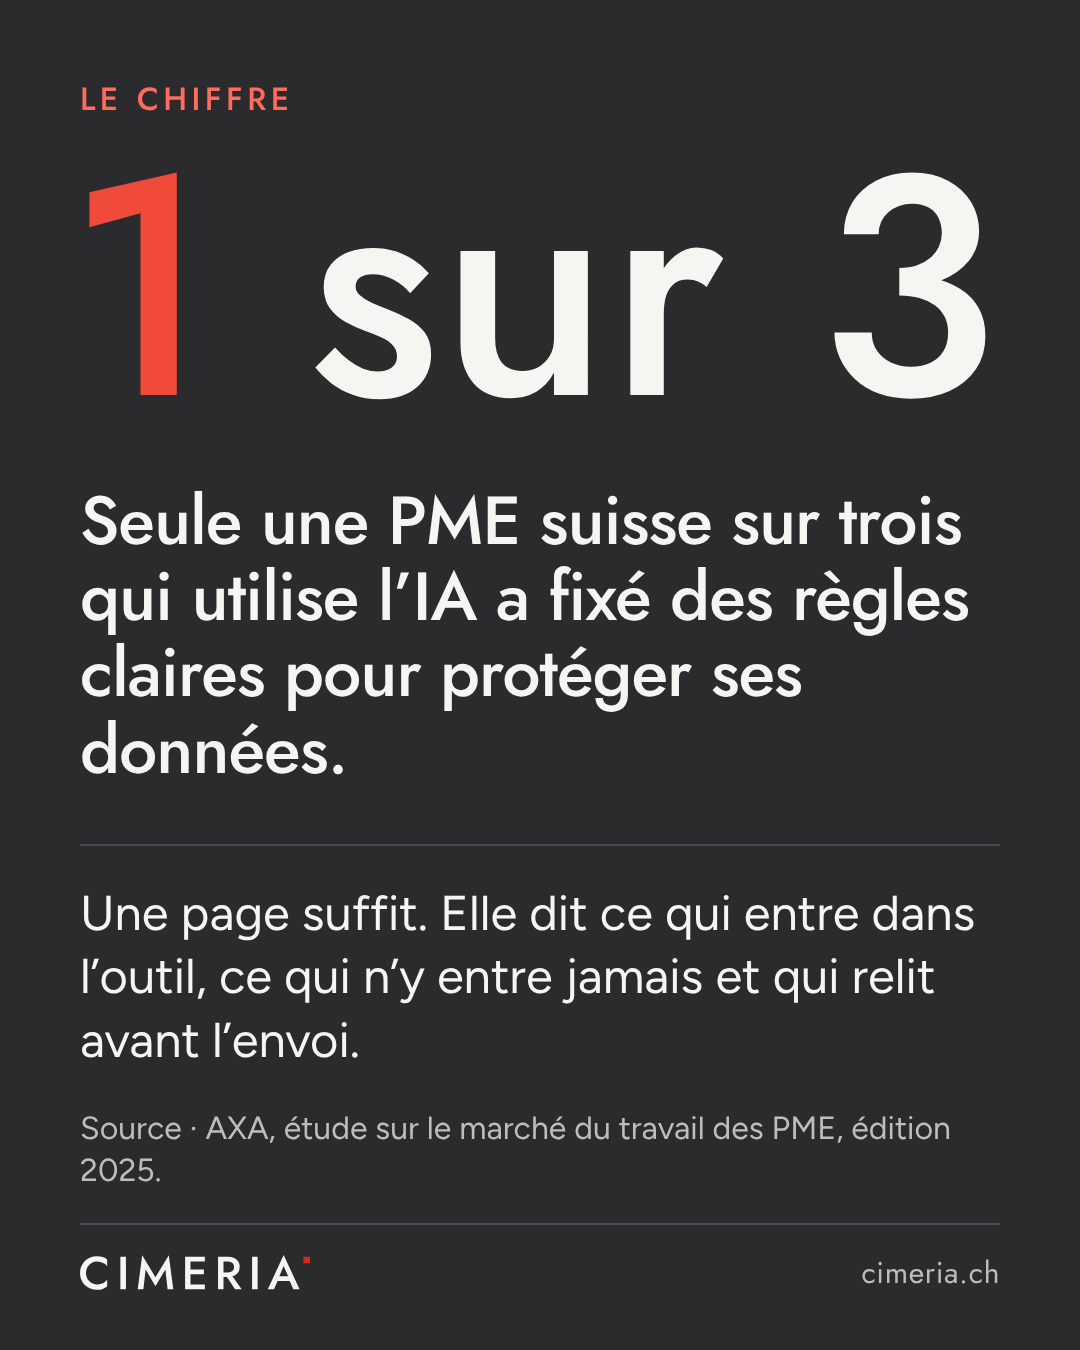 LE CHIFFRE
1 sur 3
Seule une PME suisse sur trois
qui utilise l’IA a fixé des règles
claires pour protéger ses
données.
Une page suffit. Elle dit ce qui entre dans
l’outil, ce qui n’y entre jamais et qui relit
avant l’envoi.
Source · AXA, étude sur le marché du travail des PME, édition
2025.
CIMERIA
cimeria.ch